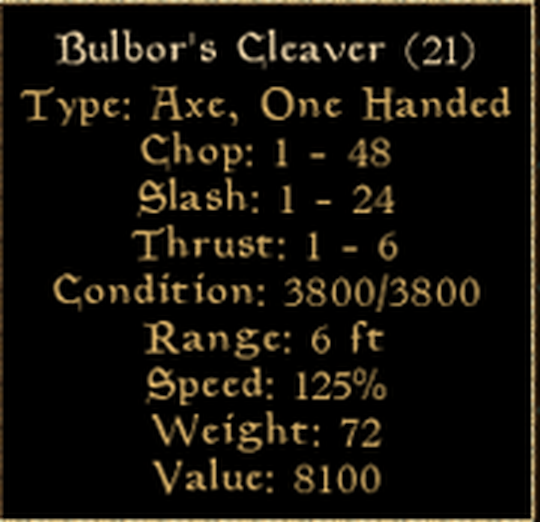 Bulbor's Cleaver (21)
Type: Axe, One Handed
Chop: 1 - 48
Slash: 1 - 24
Thrust: 1 - 6
Condition: 3800/3800
Range: 6 ft
Speed: 125%
Weight: 72
Value: 8100